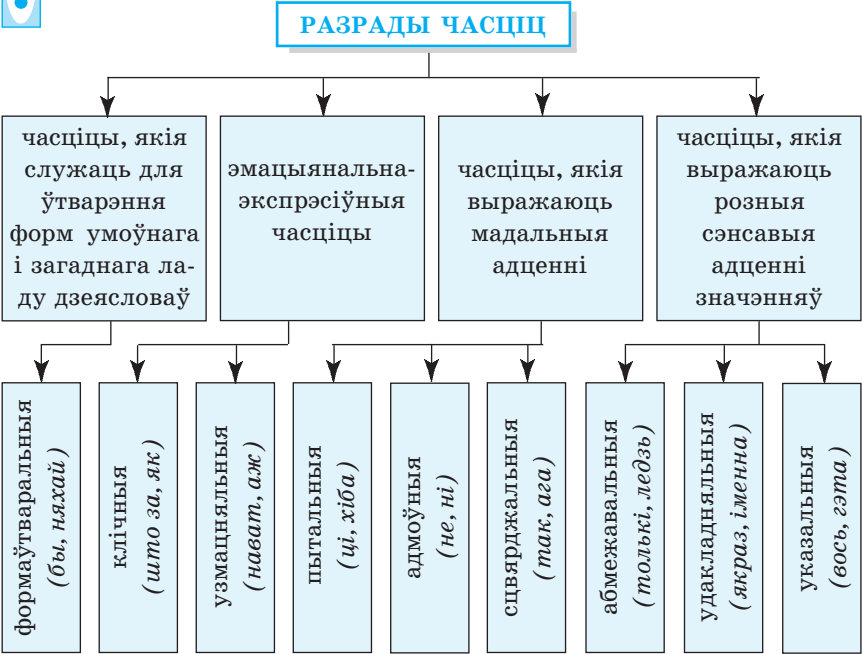 РАЗРАДЫ ЧАСЦІЦ
часціцы, якія
служаць для
ўтварэння
форм умоўнага
і загаднага ла-
ду дзеясловаў
эмацыянальна-
экспрэсіўныя
часціцы
часціцы, якія
выражаюць
мадальныя
адценні
часціцы, якія
выражаюць
розныя
сэнсавыя
адценні
значэнняў
формаўтваральныя
(бы, няхай)
клічныя
(што за, як)
узмацняльныя
(нават, аж)
пытальныя
(ці, хіба)
адмоўныя
(не, ні)
сцвярджальныя
(так, ага)
абмежавальныя
(толькі, ледзь)
удакладняльныя
(якраз, іменна)
указальныя
(вось, гэта)